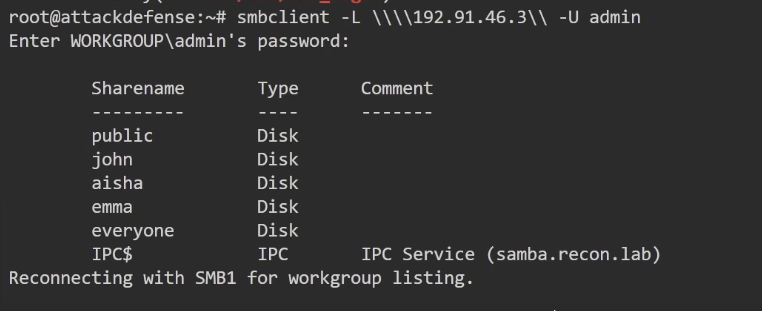 root@attackdefense:~# smbclient -L \\\\192.91.46.3\\ -U admin
Enter WORKGROUP\admin's password:
Sharename Type Comment
--------- ---- -------
public Disk
john Disk
aisha Disk
emma Disk
everyone Disk
IPC$ IPC IPC Service (samba.recon.lab)
Reconnecting with SMB1 for workgroup listing.